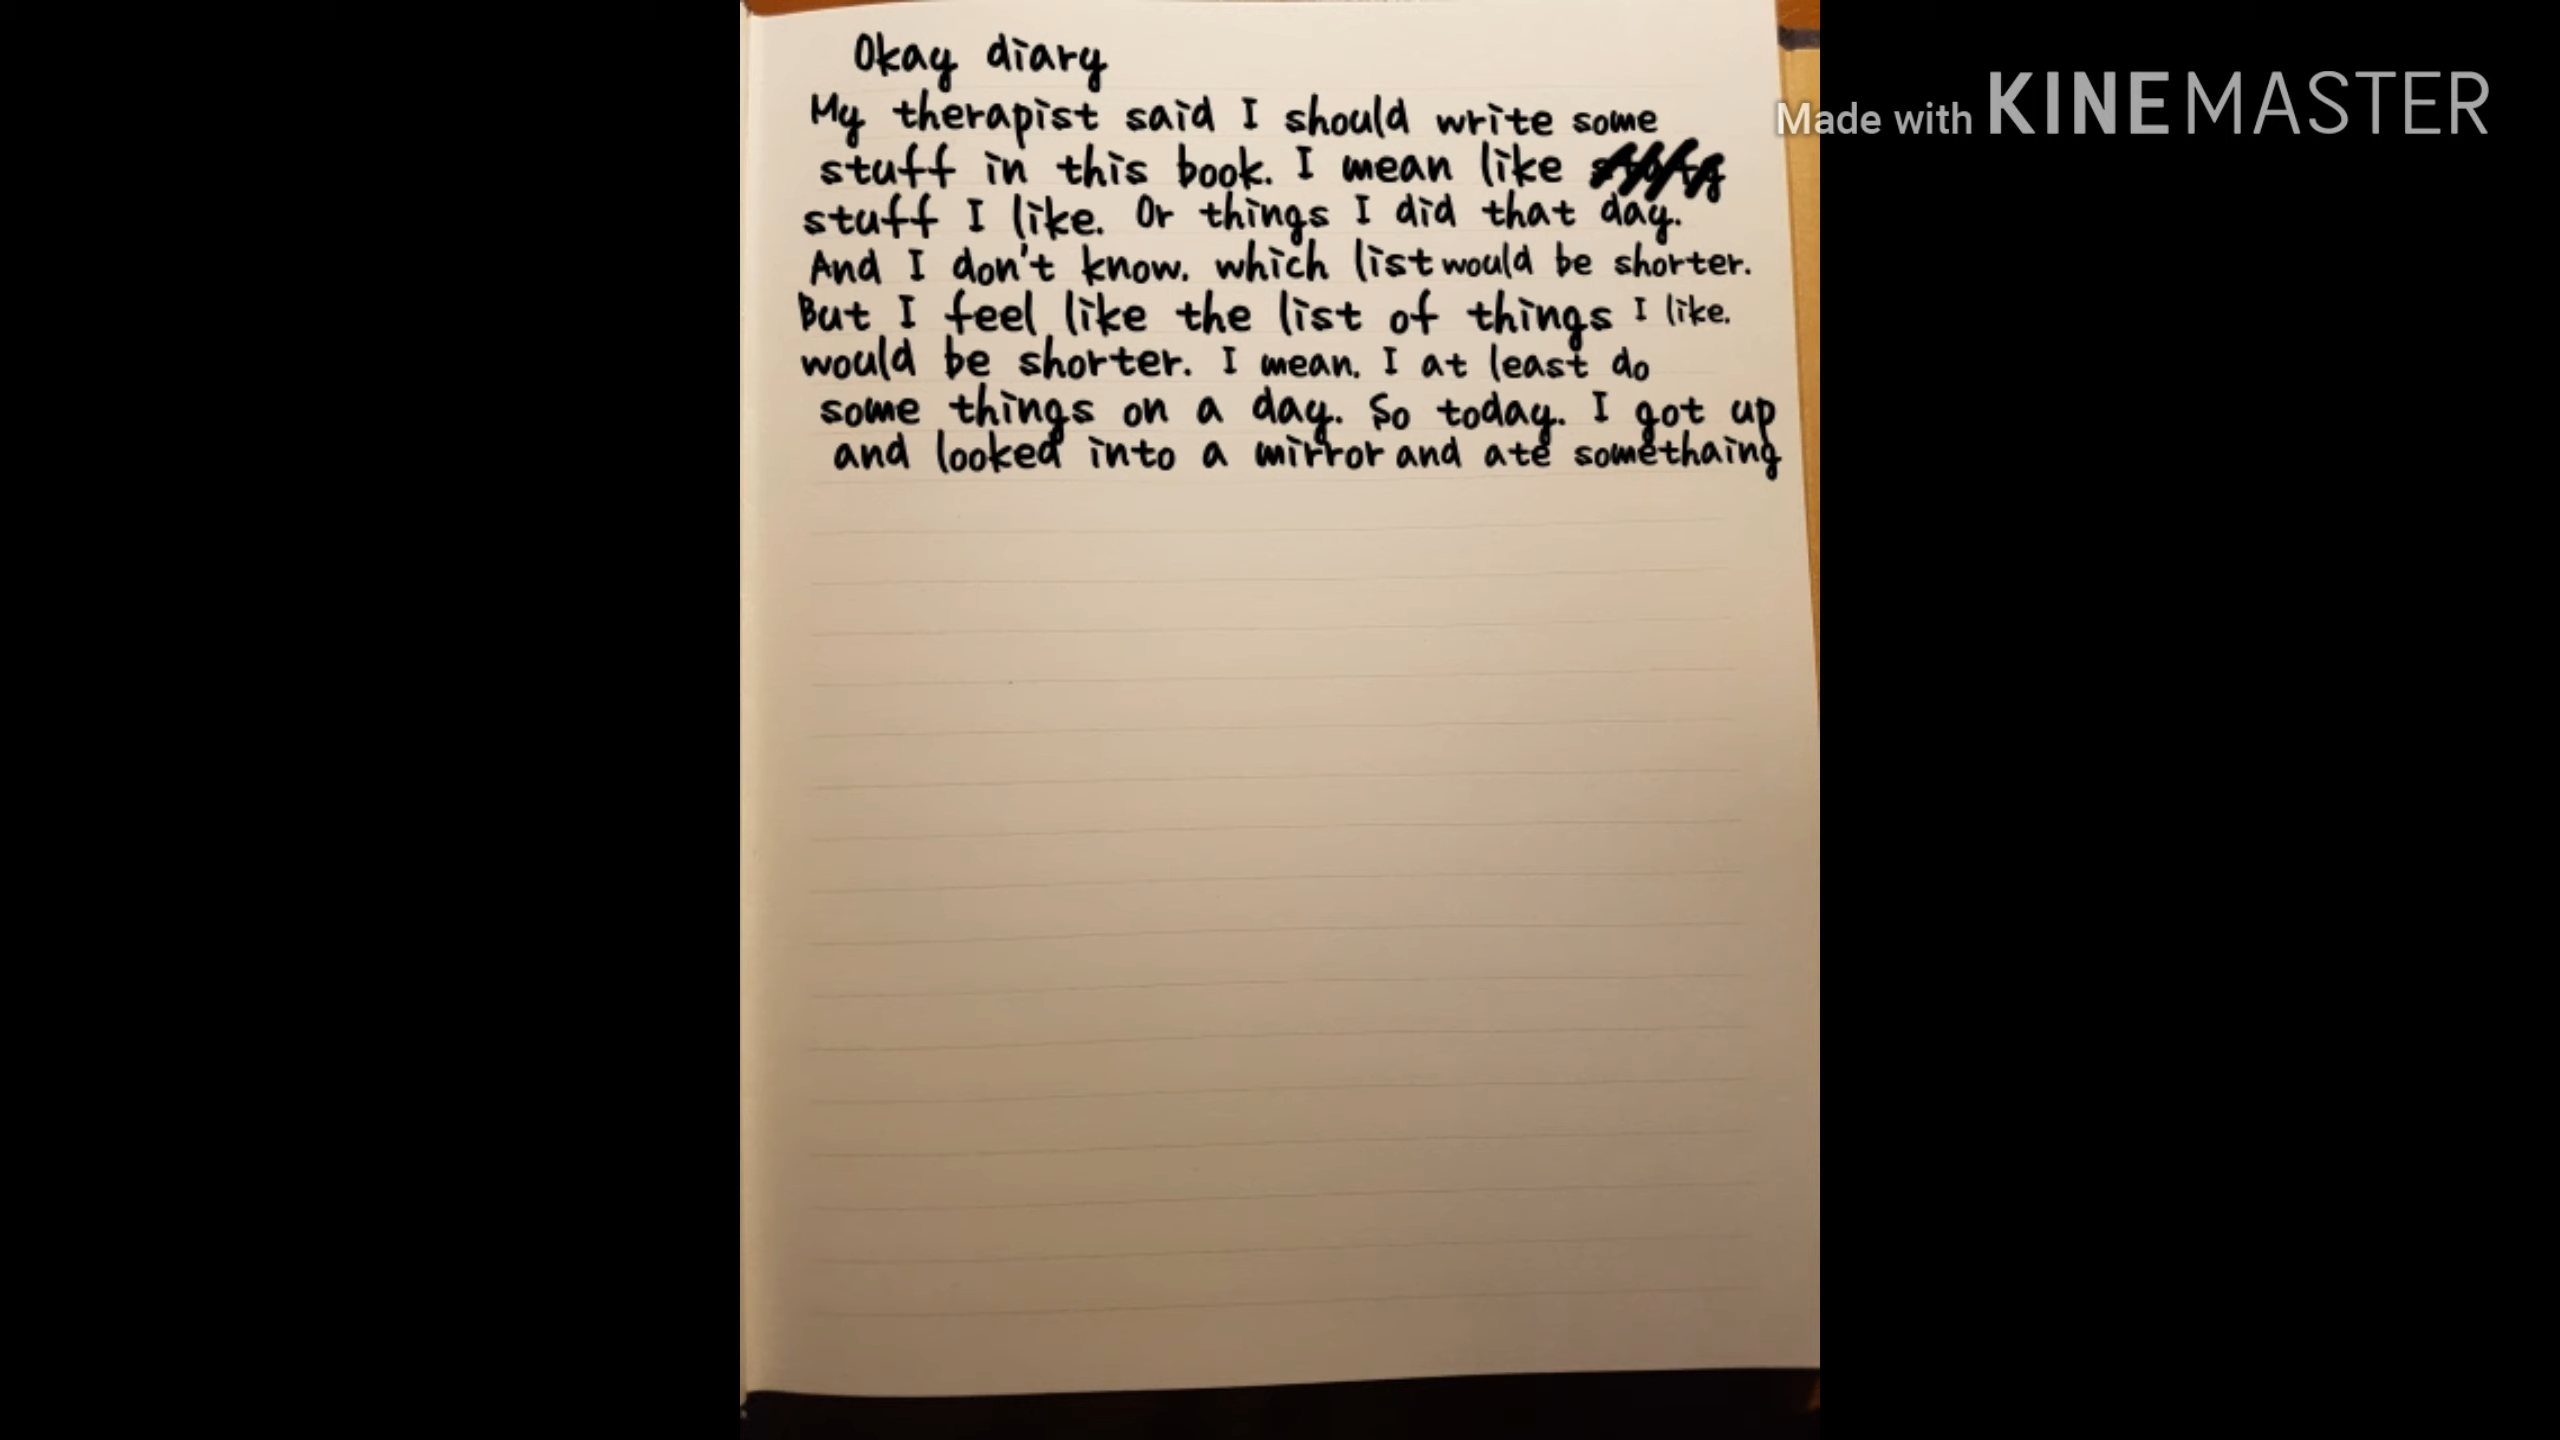 Okay diary
My therapist said I should write some
stuff in this book. I mean like
stuff I like. Or things I did that day.
And I don't know. which list would be shorter.
But I feel like the list of things I like.
would be shorter. I mean. I at least do
some things on a day. So today. I got up
and looked into a mirror and ate somethaing
Made with KINEMASTER